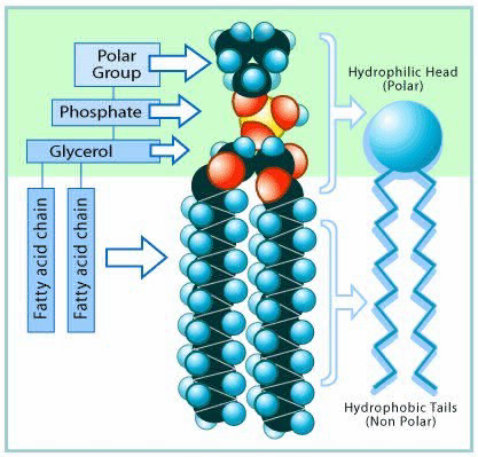 Polar
Group
Phosphate
Glycerol
Fatty acid chain
Fatty acid chain
Hydrophilic Head
(Polar)
Hydrophobic Tails
(Non Polar)